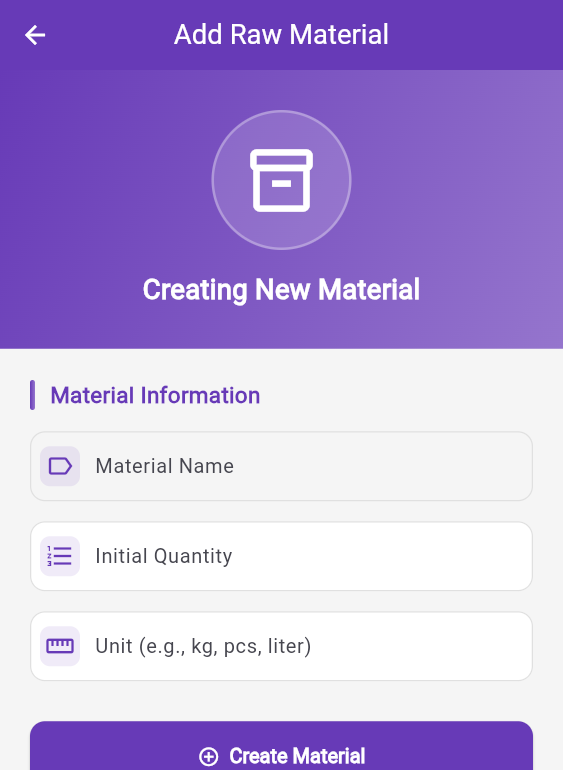 Add Raw Material
Creating New Material
Material Information
Material Name
Initial Quantity
Unit (e.g., kg, pcs, liter)
Create Material